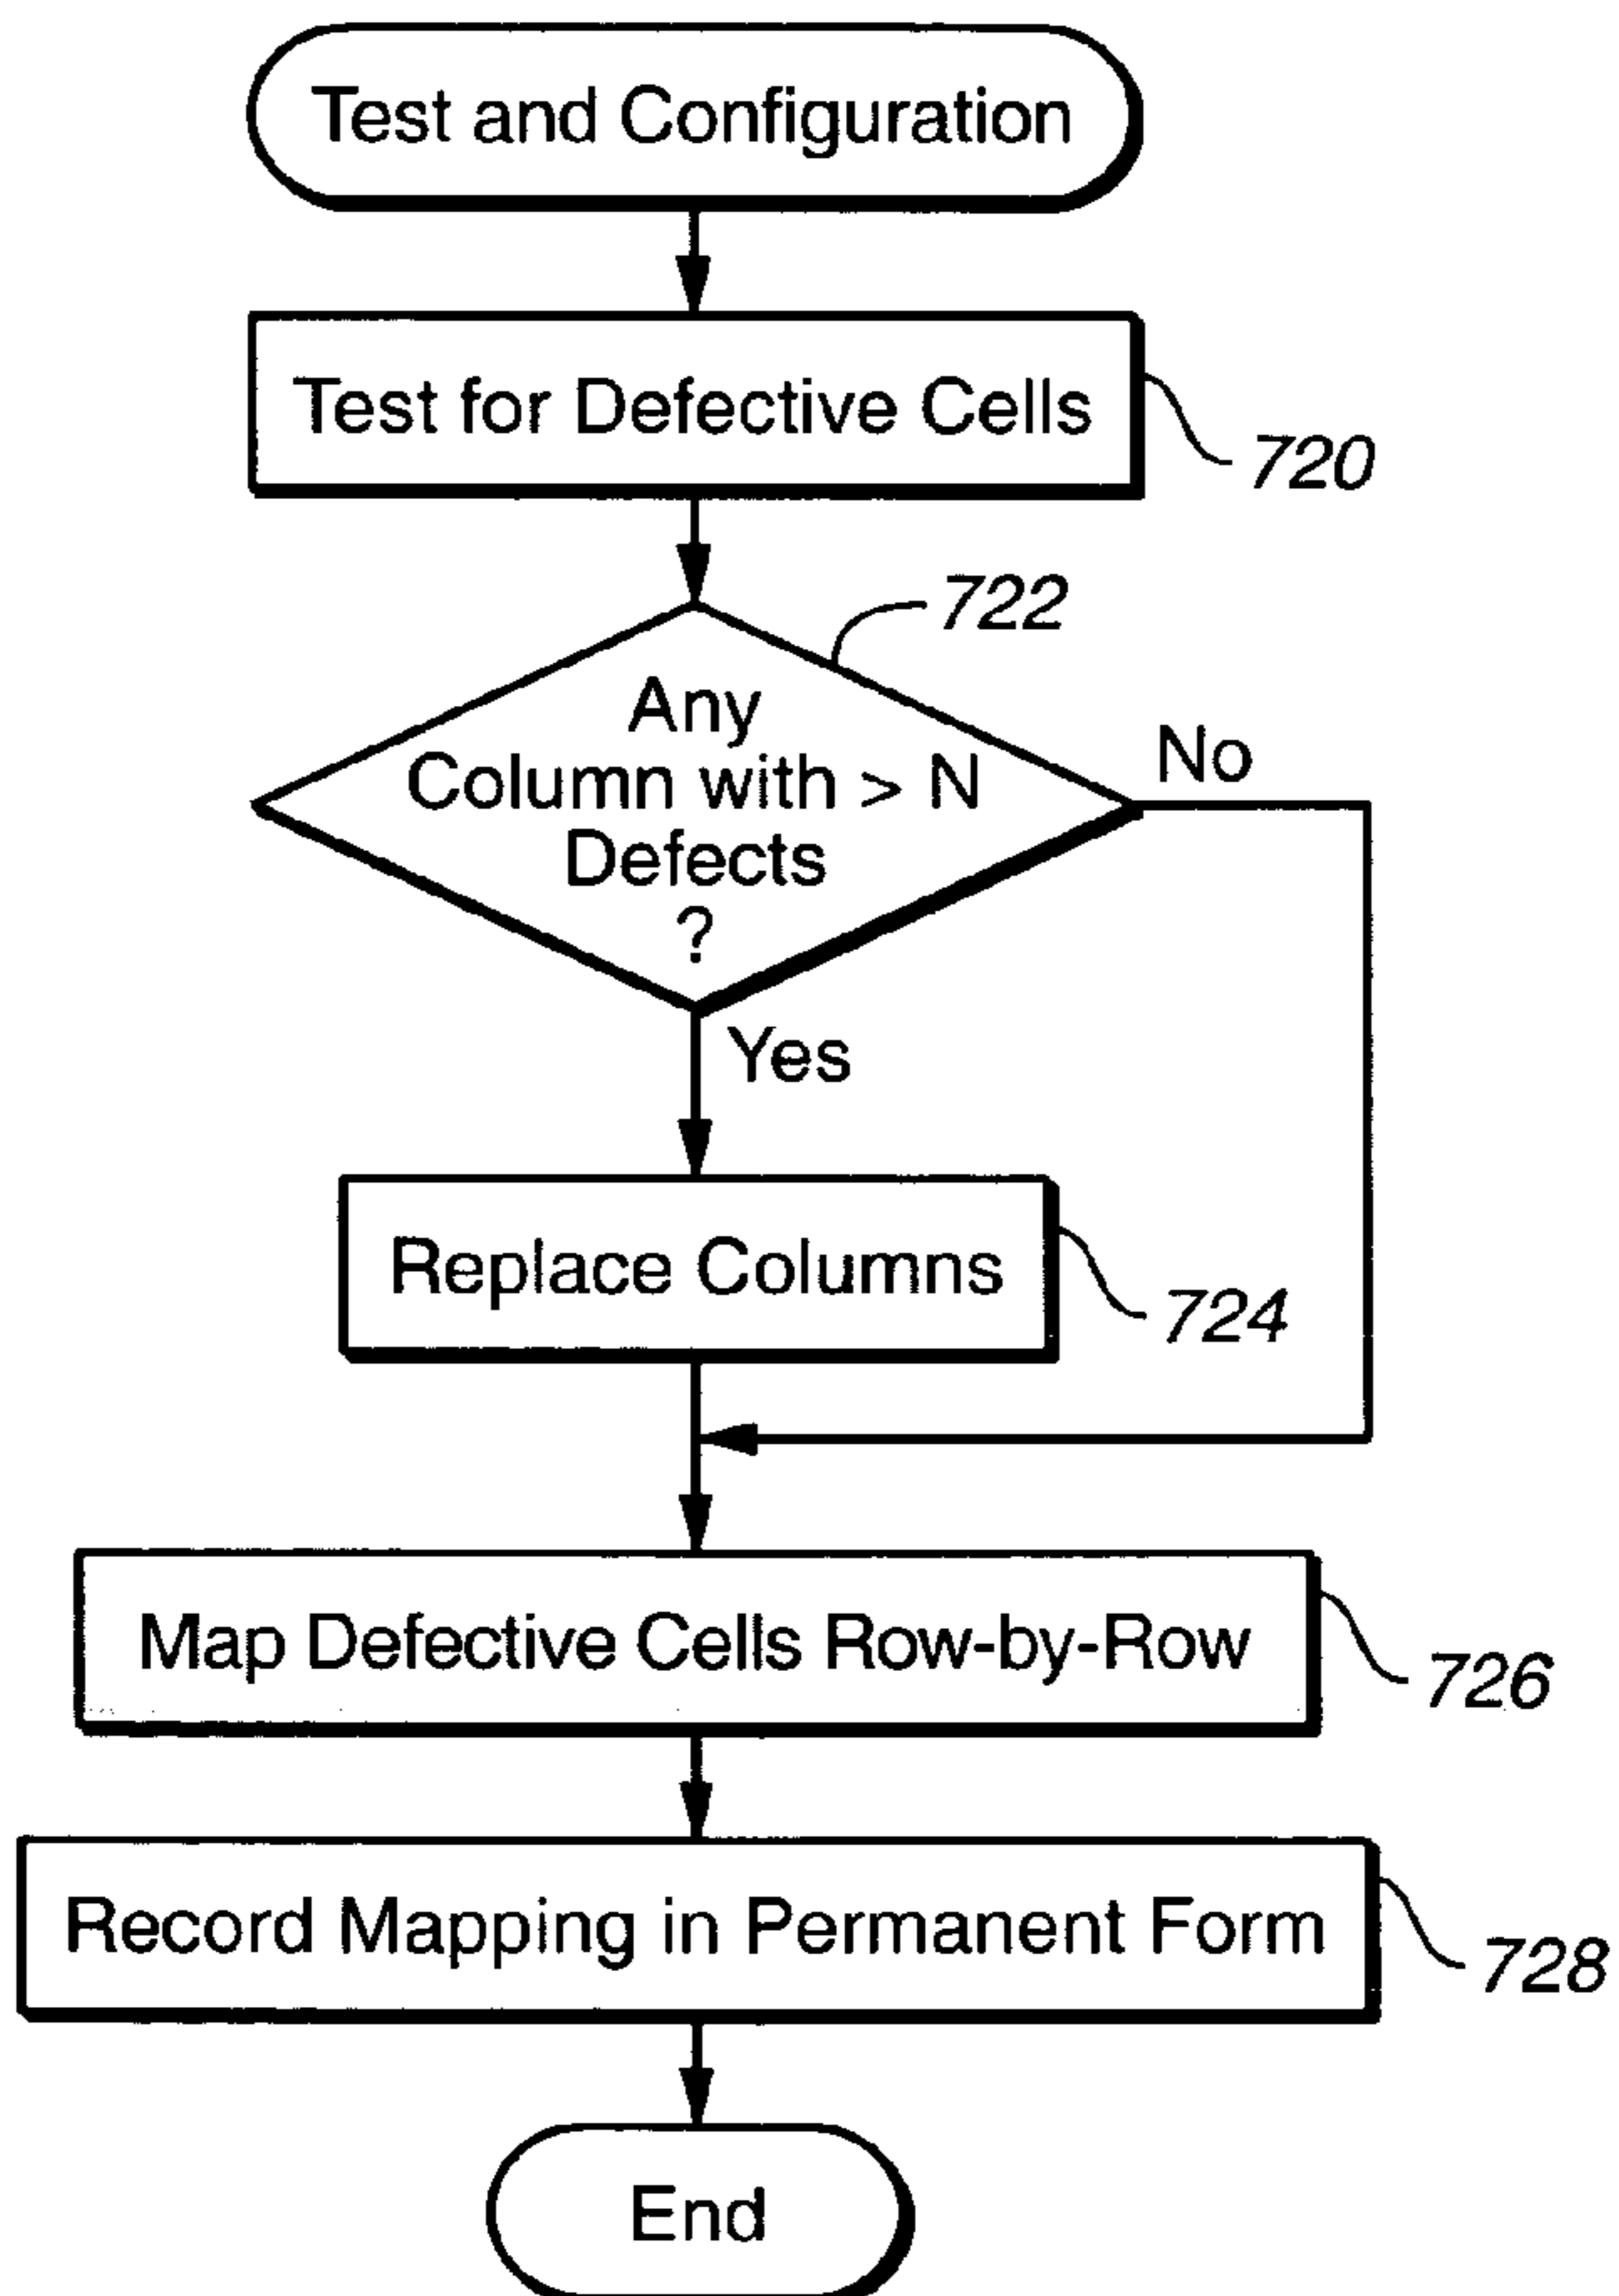 Test and Configuration
Test for Defective Cells
720
722
Any
Column with > N
Defects
?
No
Yes
Replace Columns
724
Map Defective Cells Row-by-Row
726
Record Mapping in Permanent Form
728
End